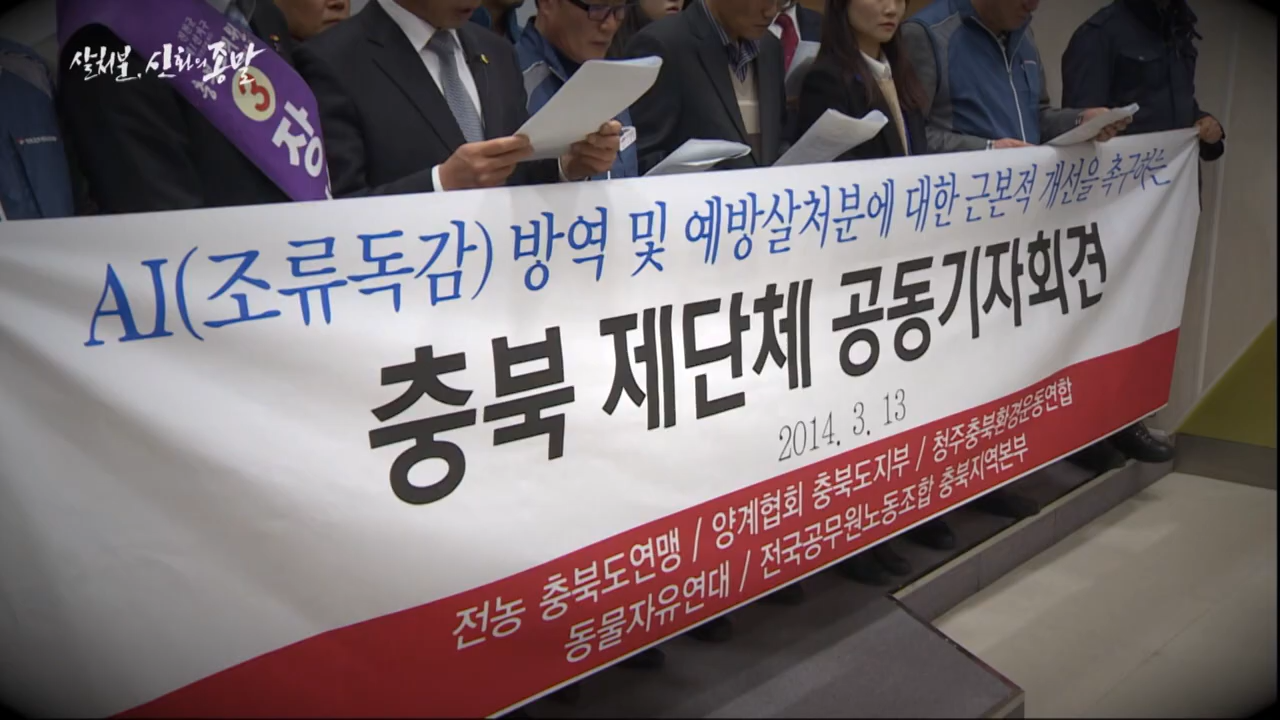 살처분, 신화의 종말
3
장
AI(조류독감) 방역 및 예방살처분에 대한 근본적 개선을 촉구하는
충북 제단체 공동기자회견
2014. 3. 13
전농 충북도연맹 / 양계협회 충북도지부 / 청주충북환경운동연합
동물자유연대 / 전국공무원노동조합 충북지역본부